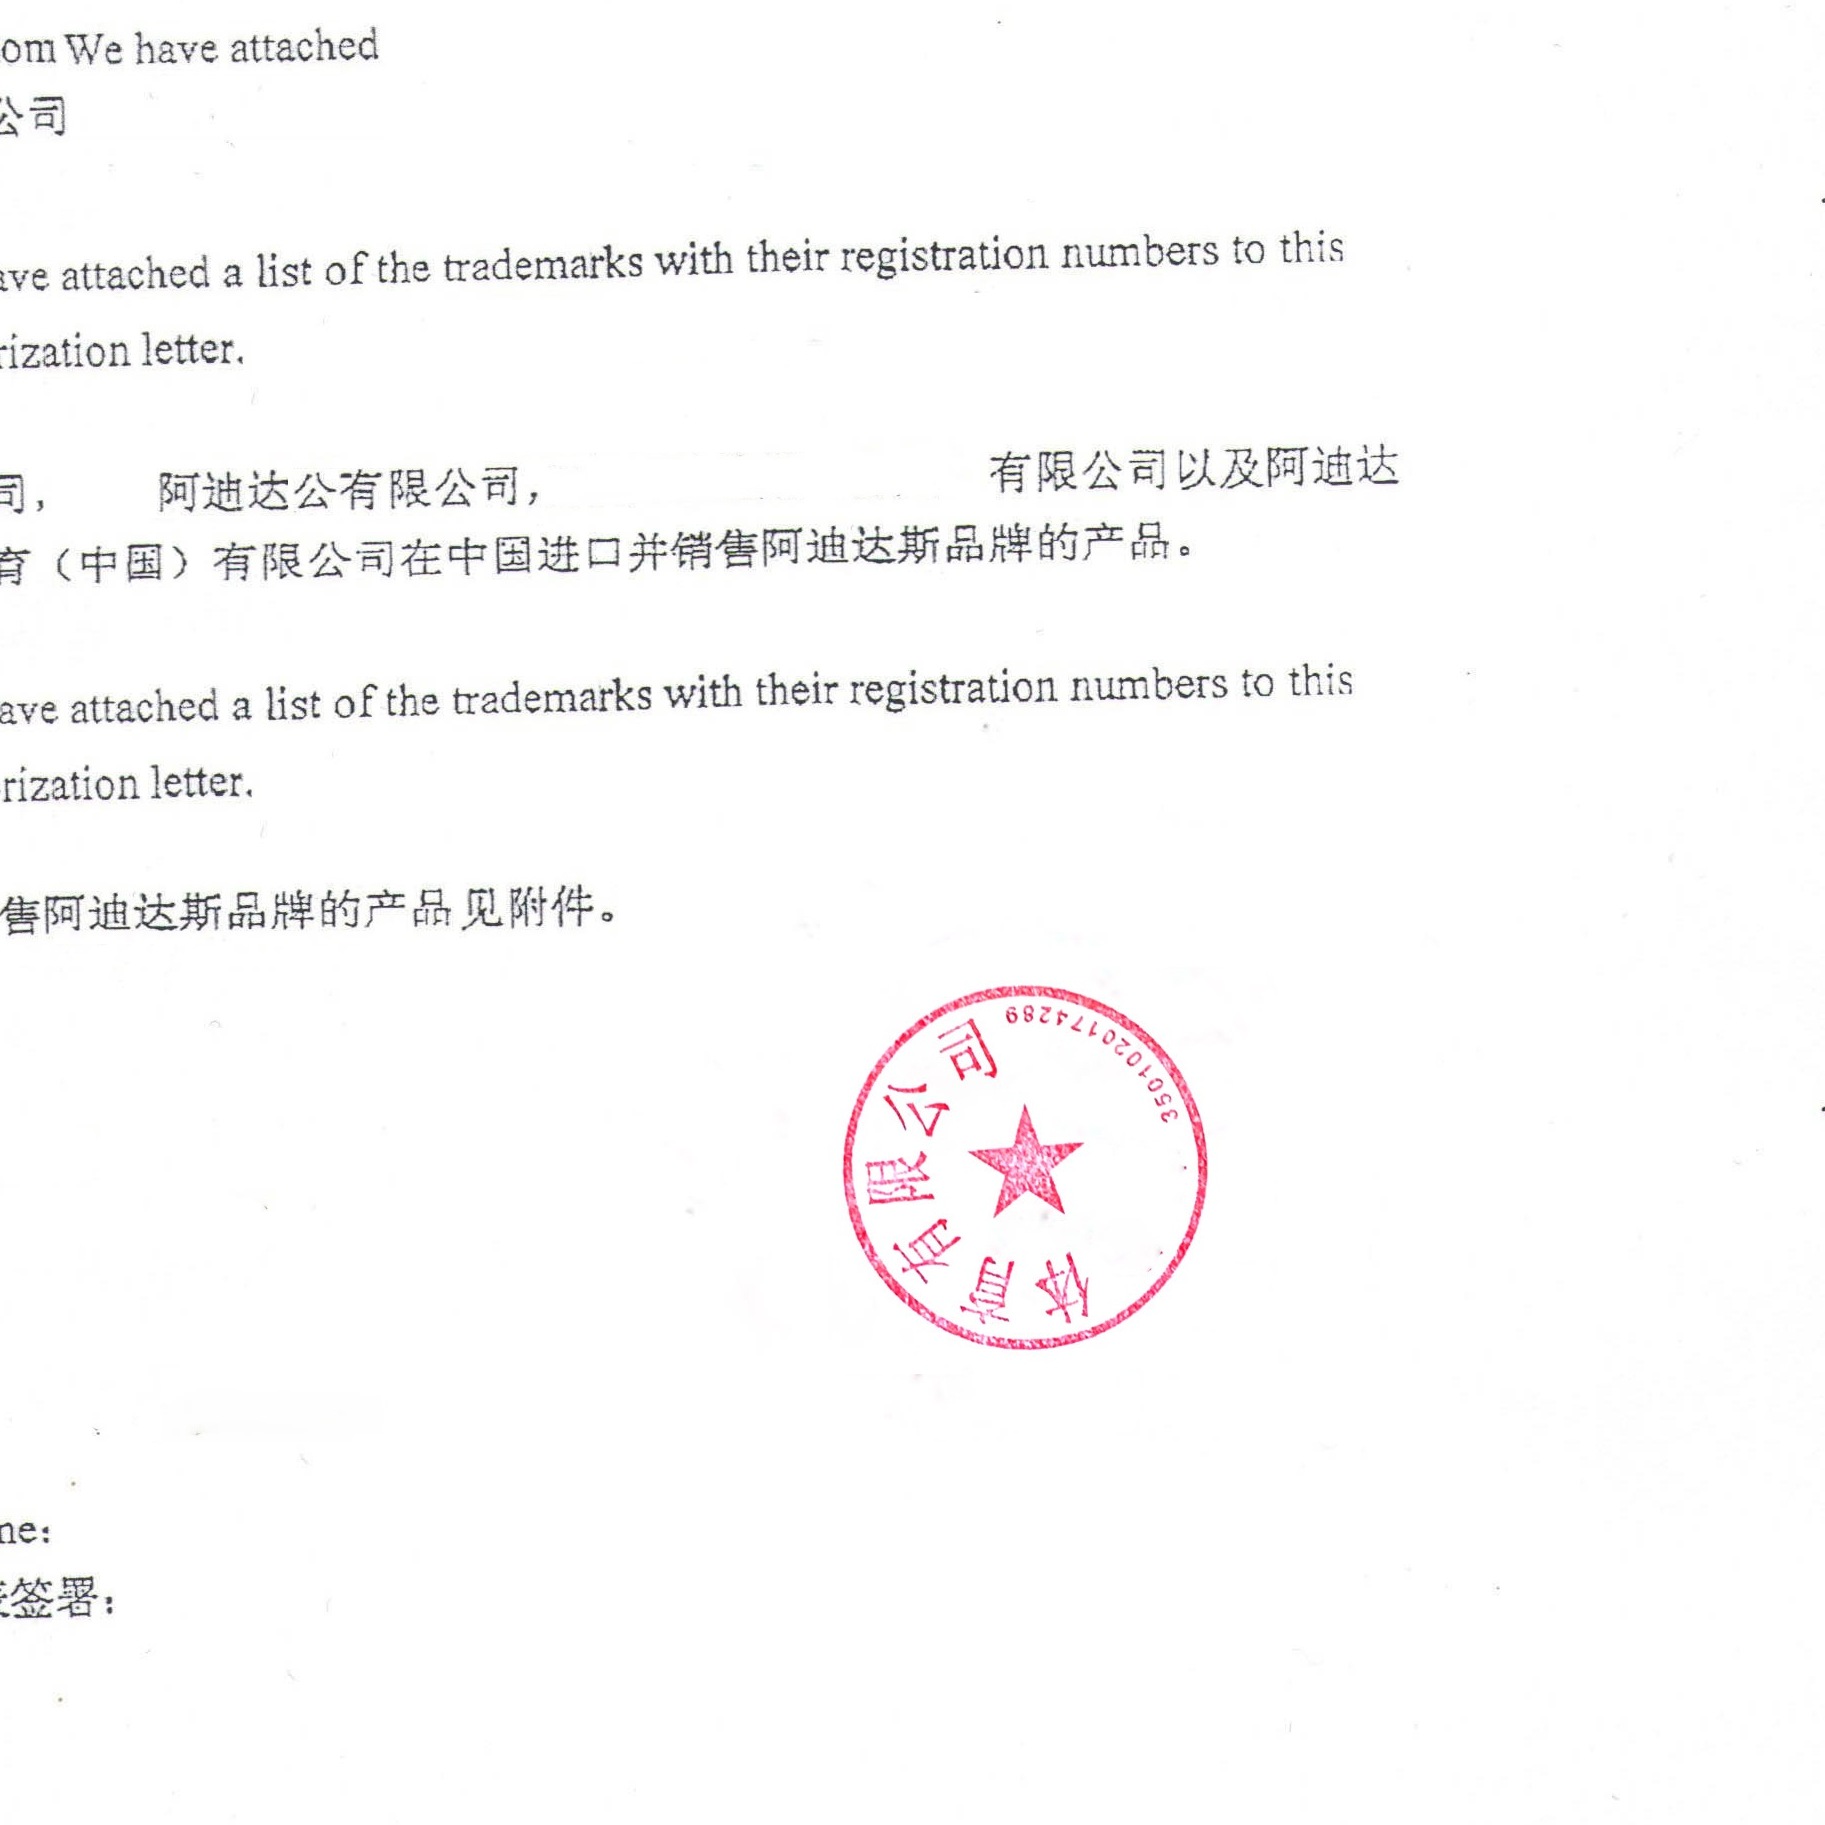 om We have attached
公司
ave attached a list of the trademarks with their registration numbers to this
rization letter.
司， 阿迪达公有限公司， 有限公司以及阿迪达
育（中国）有限公司在中国进口并销售阿迪达斯品牌的产品。
ave attached a list of the trademarks with their registration numbers to this
rization letter.
售阿迪达斯品牌的产品见附件。
体育有限公司
3501020174289
ne:
签署：